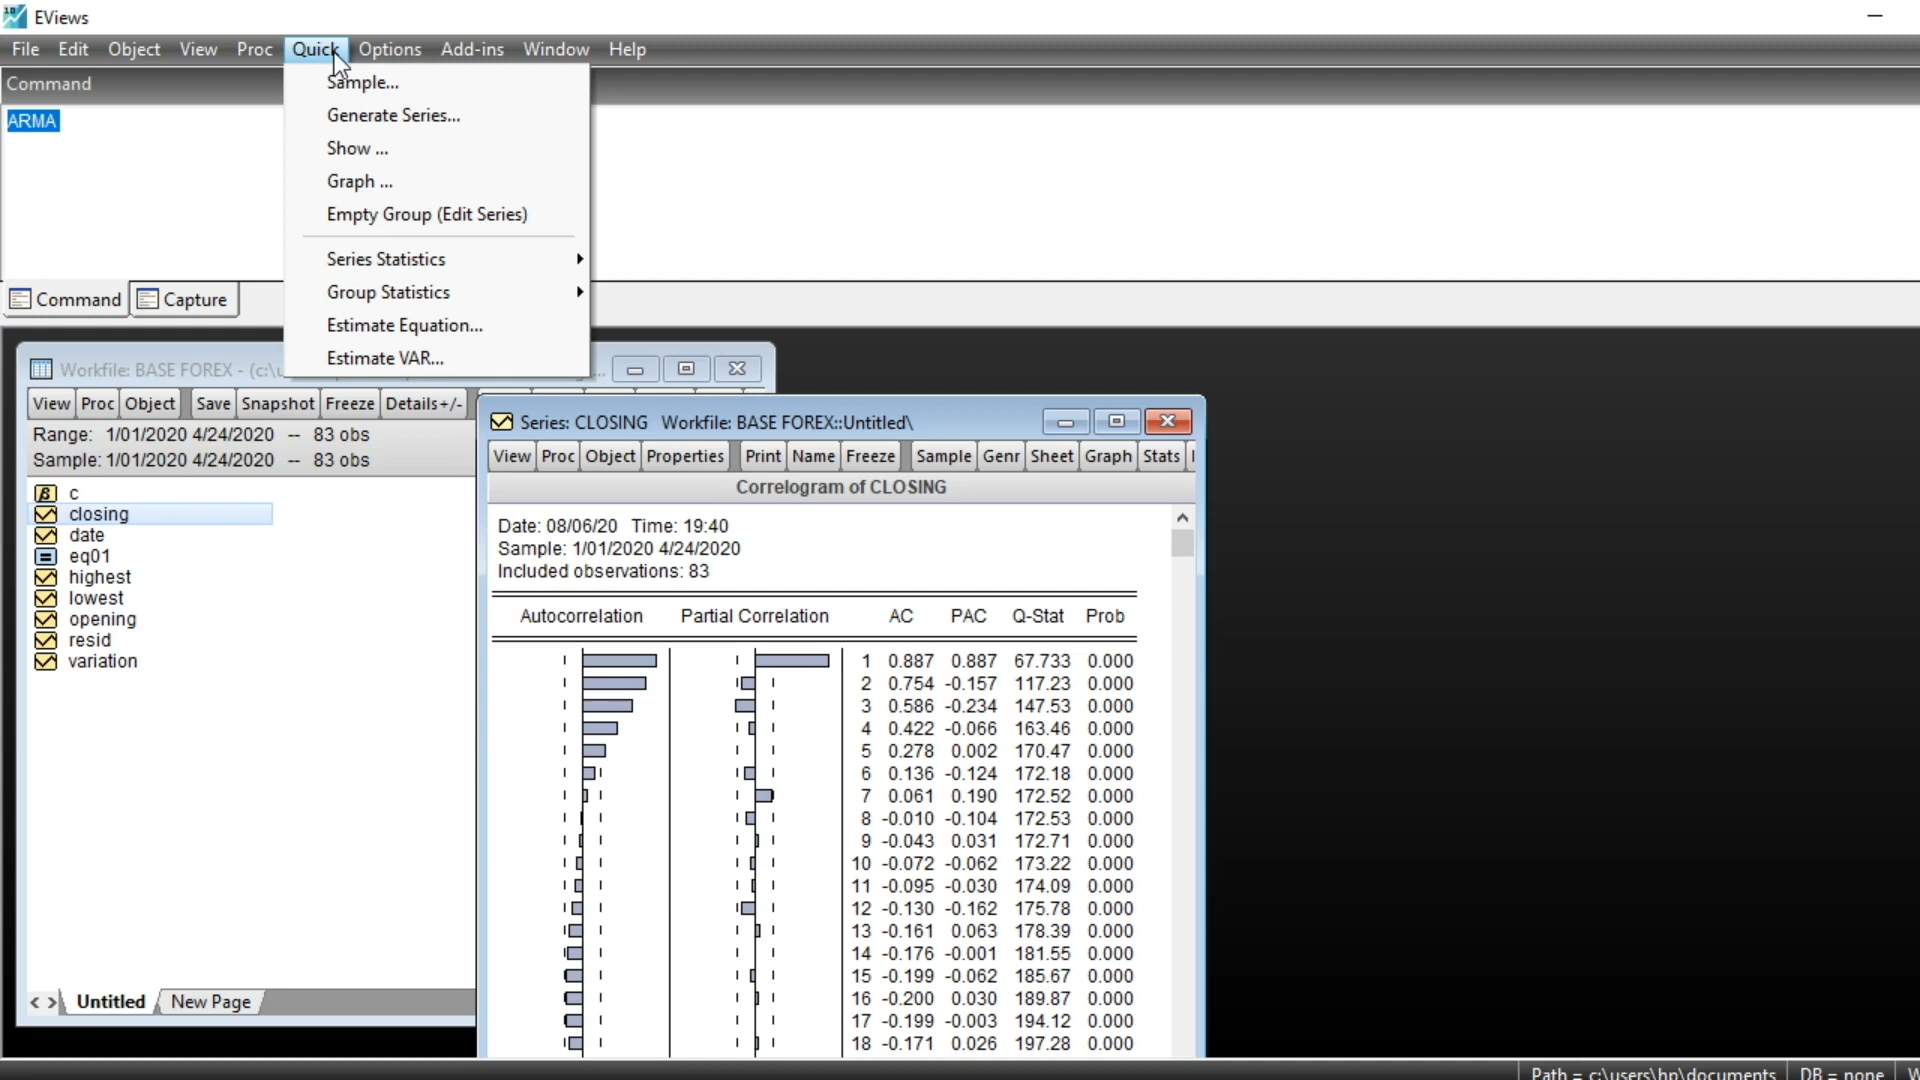 EViews
File Edit Object View Proc Quick Options Add-ins Window Help
Command
ARMA
Sample...
Generate Series...
Show ...
Graph ...
Empty Group (Edit Series)
Series Statistics
Group Statistics
Estimate Equation...
Estimate VAR...
Command Capture
Workfile: BASE FOREX - (c:\u
View Proc Object Save Snapshot Freeze Details+/-
Range: 1/01/2020 4/24/2020 -- 83 obs
Sample: 1/01/2020 4/24/2020 -- 83 obs
c
closing
date
eq01
highest
lowest
opening
resid
variation
Untitled New Page
Series: CLOSING Workfile: BASE FOREX::Untitled\
View Proc Object Properties Print Name Freeze Sample Genr Sheet Graph Stats
Correlogram of CLOSING
Date: 08/06/20 Time: 19:40
Sample: 1/01/2020 4/24/2020
Included observations: 83
Autocorrelation Partial Correlation AC PAC Q-Stat Prob
1 0.887 0.887 67.733 0.000
2 0.754 -0.157 117.23 0.000
3 0.586 -0.234 147.53 0.000
4 0.422 -0.066 163.46 0.000
5 0.278 0.002 170.47 0.000
6 0.136 -0.124 172.18 0.000
7 0.061 0.190 172.52 0.000
8 -0.010 -0.104 172.53 0.000
9 -0.043 0.031 172.71 0.000
10 -0.072 -0.062 173.22 0.000
11 -0.095 -0.030 174.09 0.000
12 -0.130 -0.162 175.78 0.000
13 -0.161 0.063 178.39 0.000
14 -0.176 -0.001 181.55 0.000
15 -0.199 -0.062 185.67 0.000
16 -0.200 0.030 189.87 0.000
17 -0.199 -0.003 194.12 0.000
18 -0.171 0.026 197.28 0.000
Path = c:\users\hp\documents DB = none